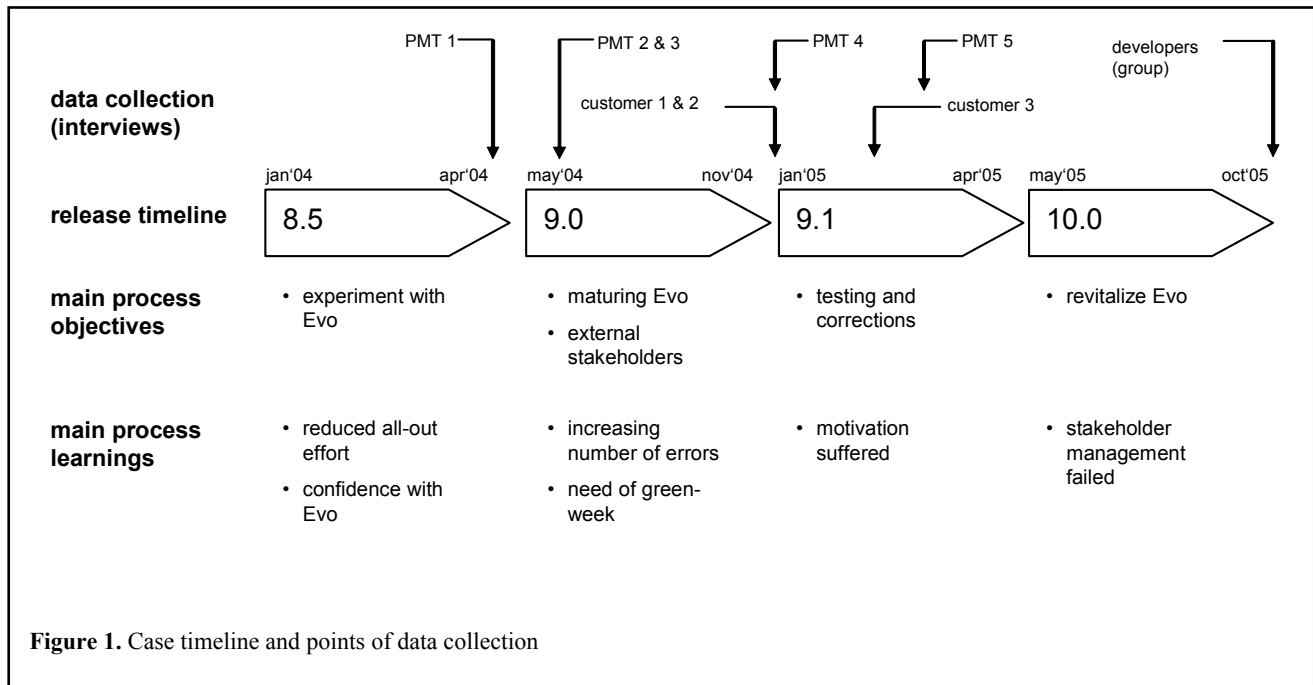 PMT 1
PMT 2 & 3
PMT 4
PMT 5
developers
(group)
data collection
(interviews)
customer 1 & 2
customer 3
jan‘04
apr‘04
may‘04
nov‘04
jan‘05
apr‘05
may‘05
oct‘05
release timeline
8.5
9.0
9.1
10.0
main process
objectives
• experiment with
Evo
• maturing Evo
• external
stakeholders
• testing and
corrections
• revitalize Evo
main process
learnings
• reduced all-out
effort
• confidence with
Evo
• increasing
number of errors
• need of green-
week
• motivation
suffered
• stakeholder
management
failed
Figure 1. Case timeline and points of data collection